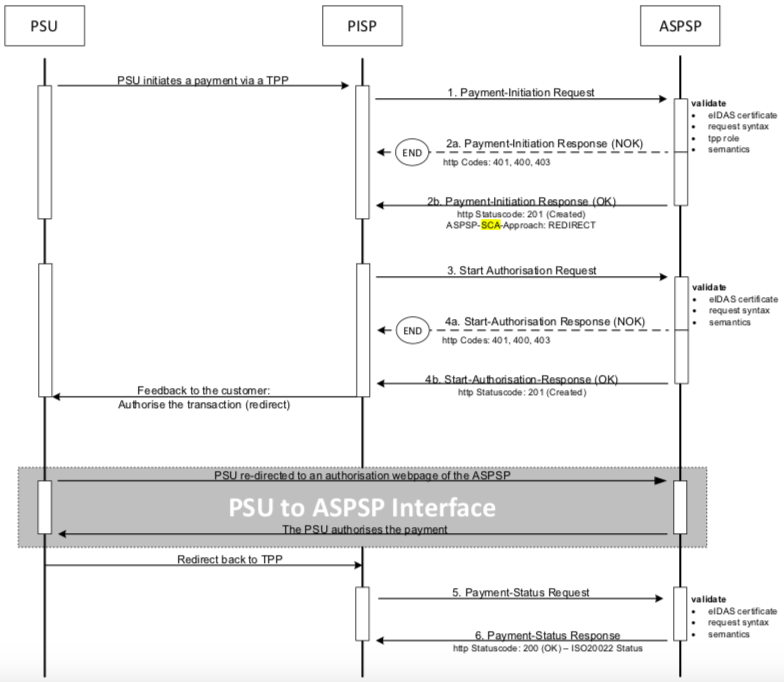 PSU
PISP
ASPSP
PSU initiates a payment via a TPP
1. Payment-Initiation Request
validate
• eIDAS certificate
• request syntax
• tpp role
• semantics
END
2a. Payment-Initiation Response (NOK)
http Codes: 401, 400, 403
2b. Payment-Initiation Response (OK)
http Statuscode: 201 (Created)
ASPSP-SCA-Approach: REDIRECT
3. Start Authorisation Request
validate
• eIDAS certificate
• request syntax
• semantics
END
4a. Start-Authorisation Response (NOK)
http Codes: 401, 400, 403
4b. Start-Authorisation-Response (OK)
http Statuscode: 201 (Created)
Feedback to the customer:
Authorise the transaction (redirect)
PSU re-directed to an authorisation webpage of the ASPSP
PSU to ASPSP Interface
The PSU authorises the payment
Redirect back to TPP
5. Payment-Status Request
validate
• eIDAS certificate
• request syntax
• semantics
6. Payment-Status Response
http Statuscode: 200 (OK) – ISO20022 Status